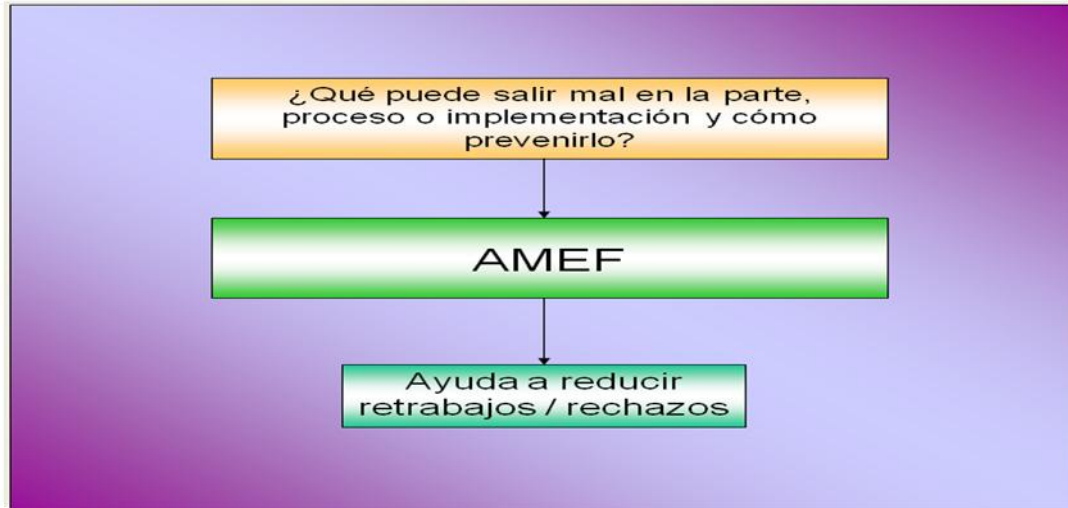 ¿Qué puede salir mal en la parte,
proceso o implementación y cómo
prevenirlo?
AMEF
Ayuda a reducir
retrabajos / rechazos